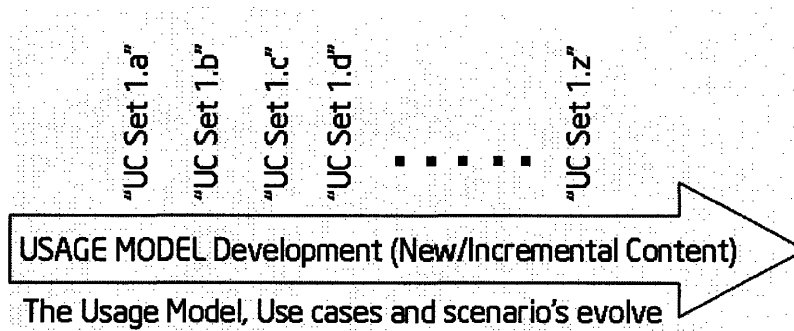 "UC Set 1.a"
"UC Set 1.b"
"UC Set 1.c"
"UC Set 1.d"
"UC Set 1.z"
USAGE MODEL Development (New/Incremental Content)
The Usage Model, Use cases and scenario's evolve